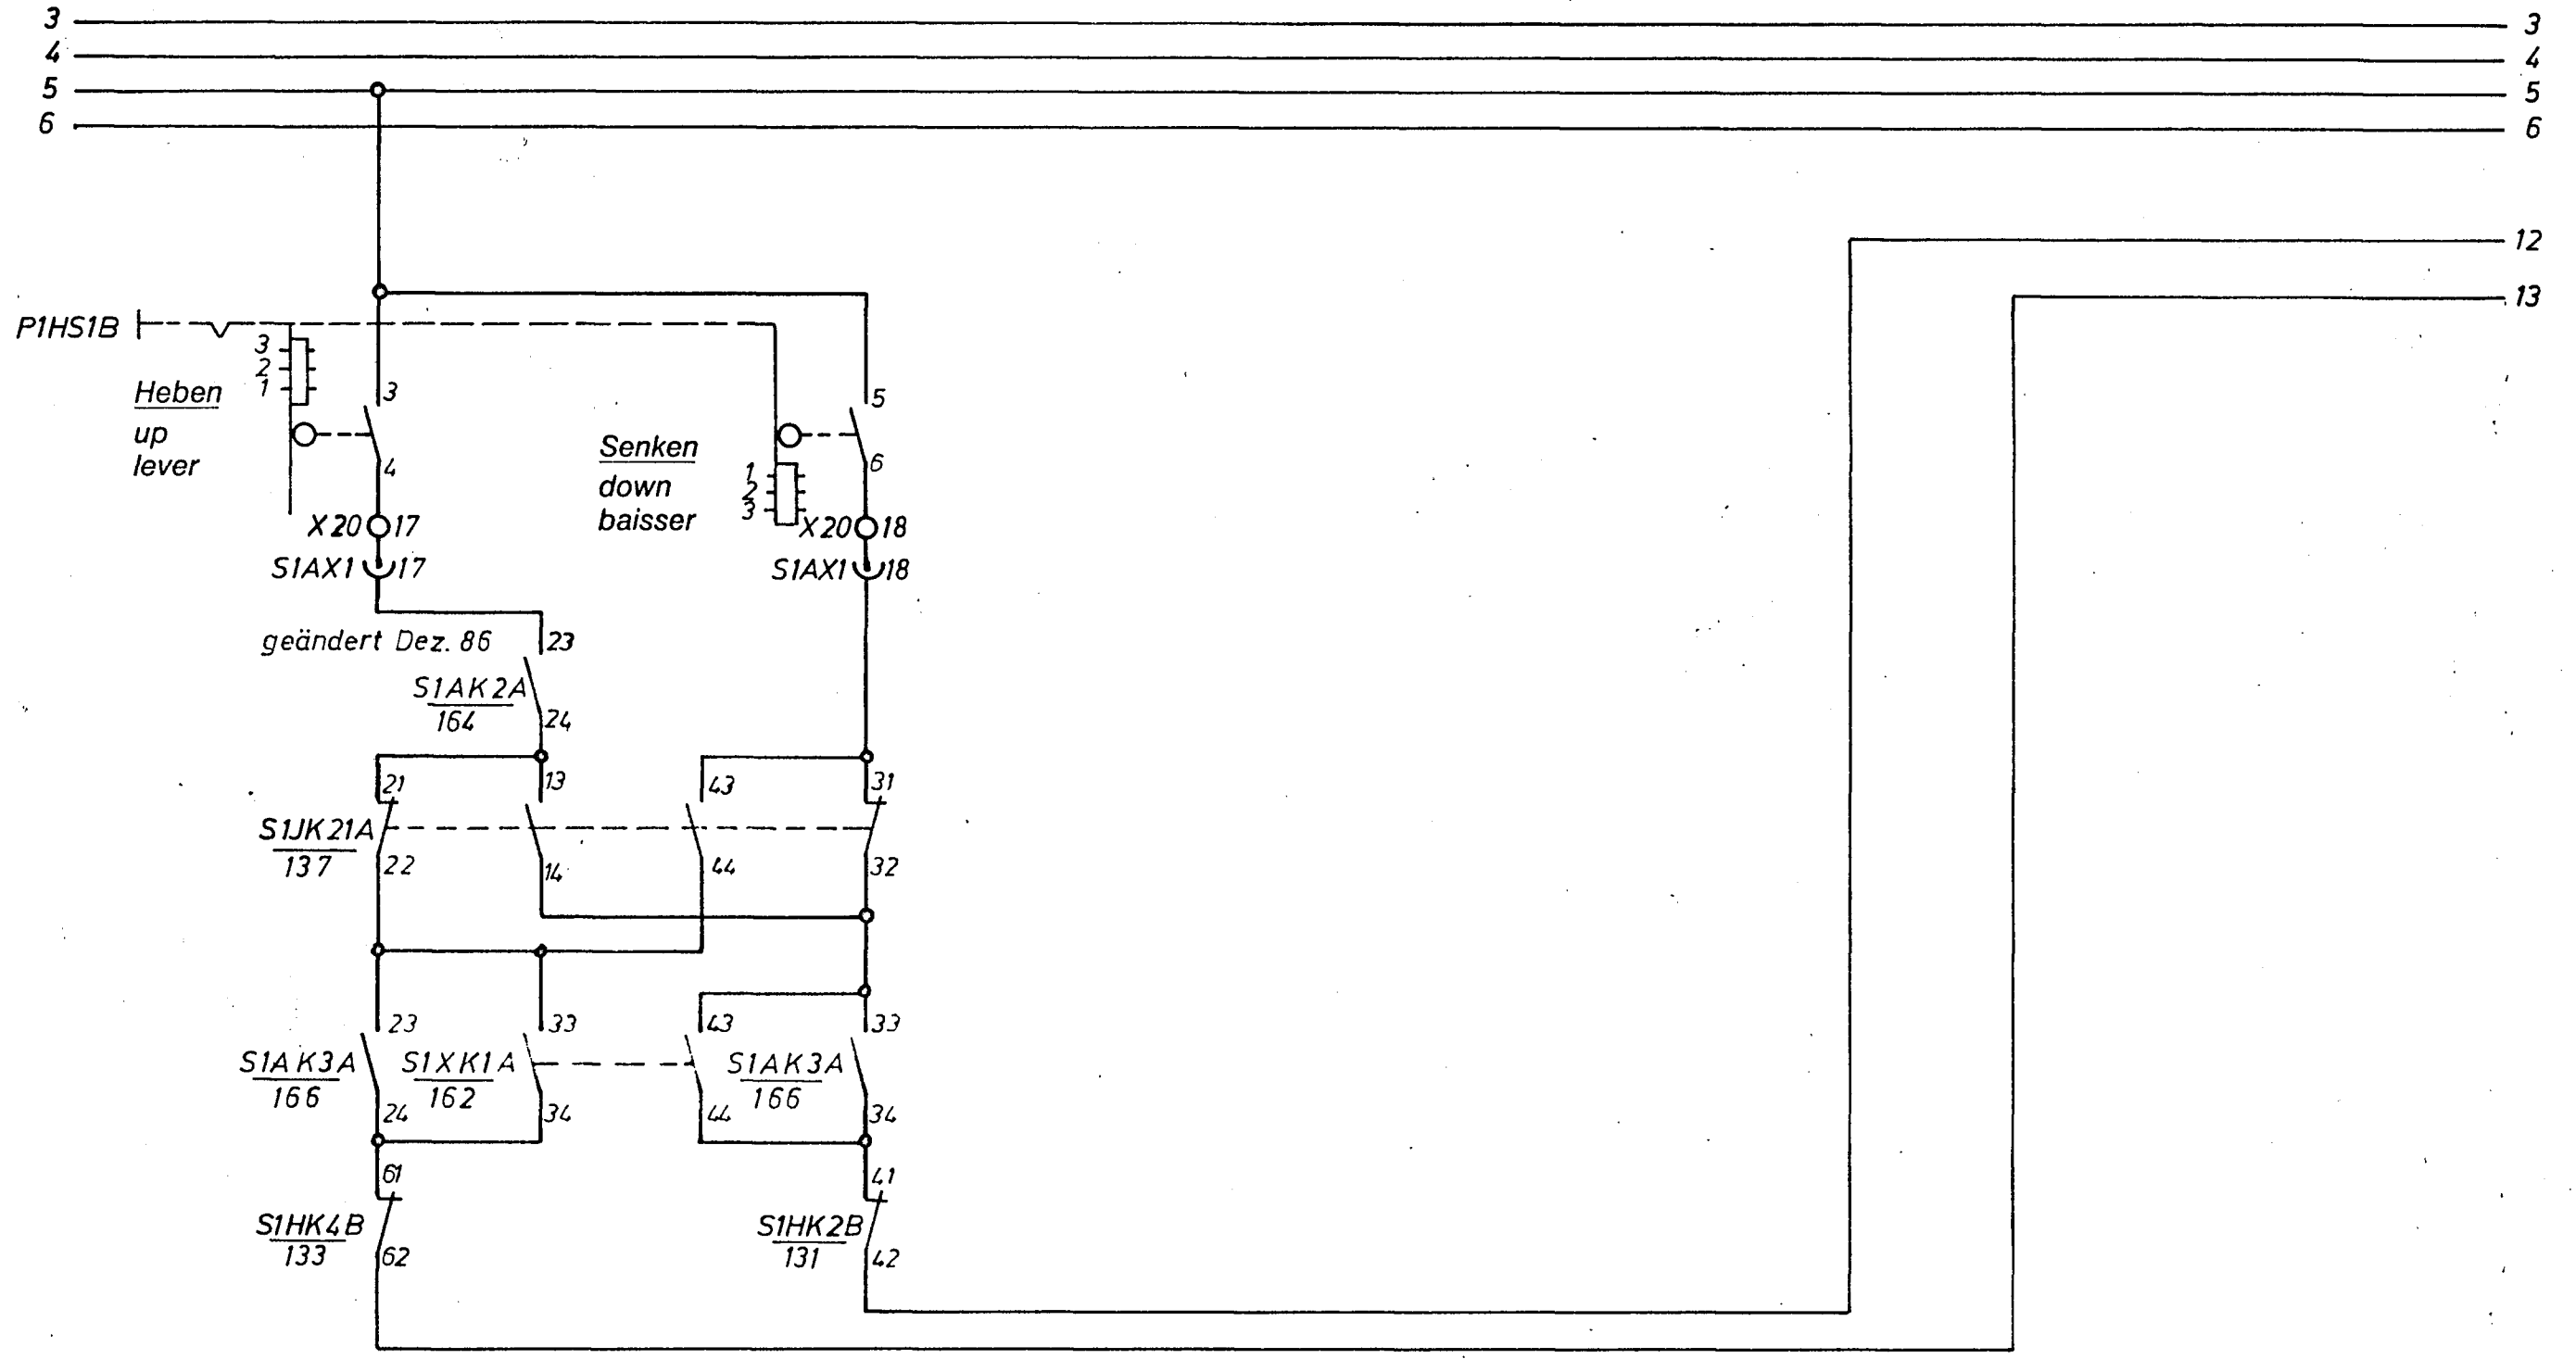 3 3
4 4
5 5
6 6
12
13
P1HS1B
3
2
1
Heben
up
lever
3
4
Senken
down
baisser
1
2
3
5
6
X20 17
X20 18
S1AX1 17
S1AX1 18
geändert Dez. 86
23
S1AK2A
164
24
21 13 43 31
S1JK21A
137
22 14 44 32
23 33 43 33
S1AK3A S1XK1A S1AK3A
166 162 166
24 34 44 34
61 41
S1HK4B S1HK2B
133 131
62 42